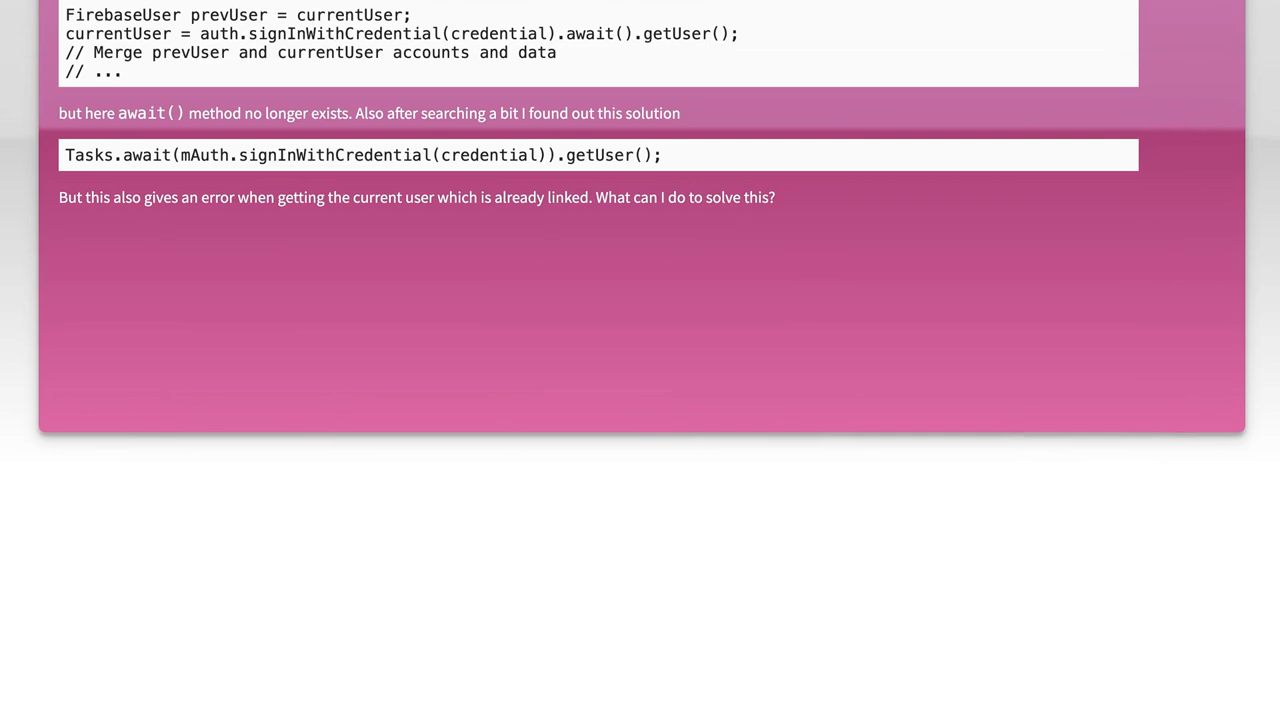 FirebaseUser prevUser = currentUser;
currentUser = auth.signInWithCredential(credential).await().getUser();
// Merge prevUser and currentUser accounts and data
// ...
but here await() method no longer exists. Also after searching a bit I found out this solution
Tasks.await(mAuth.signInWithCredential(credential)).getUser();
But this also gives an error when getting the current user which is already linked. What can I do to solve this?